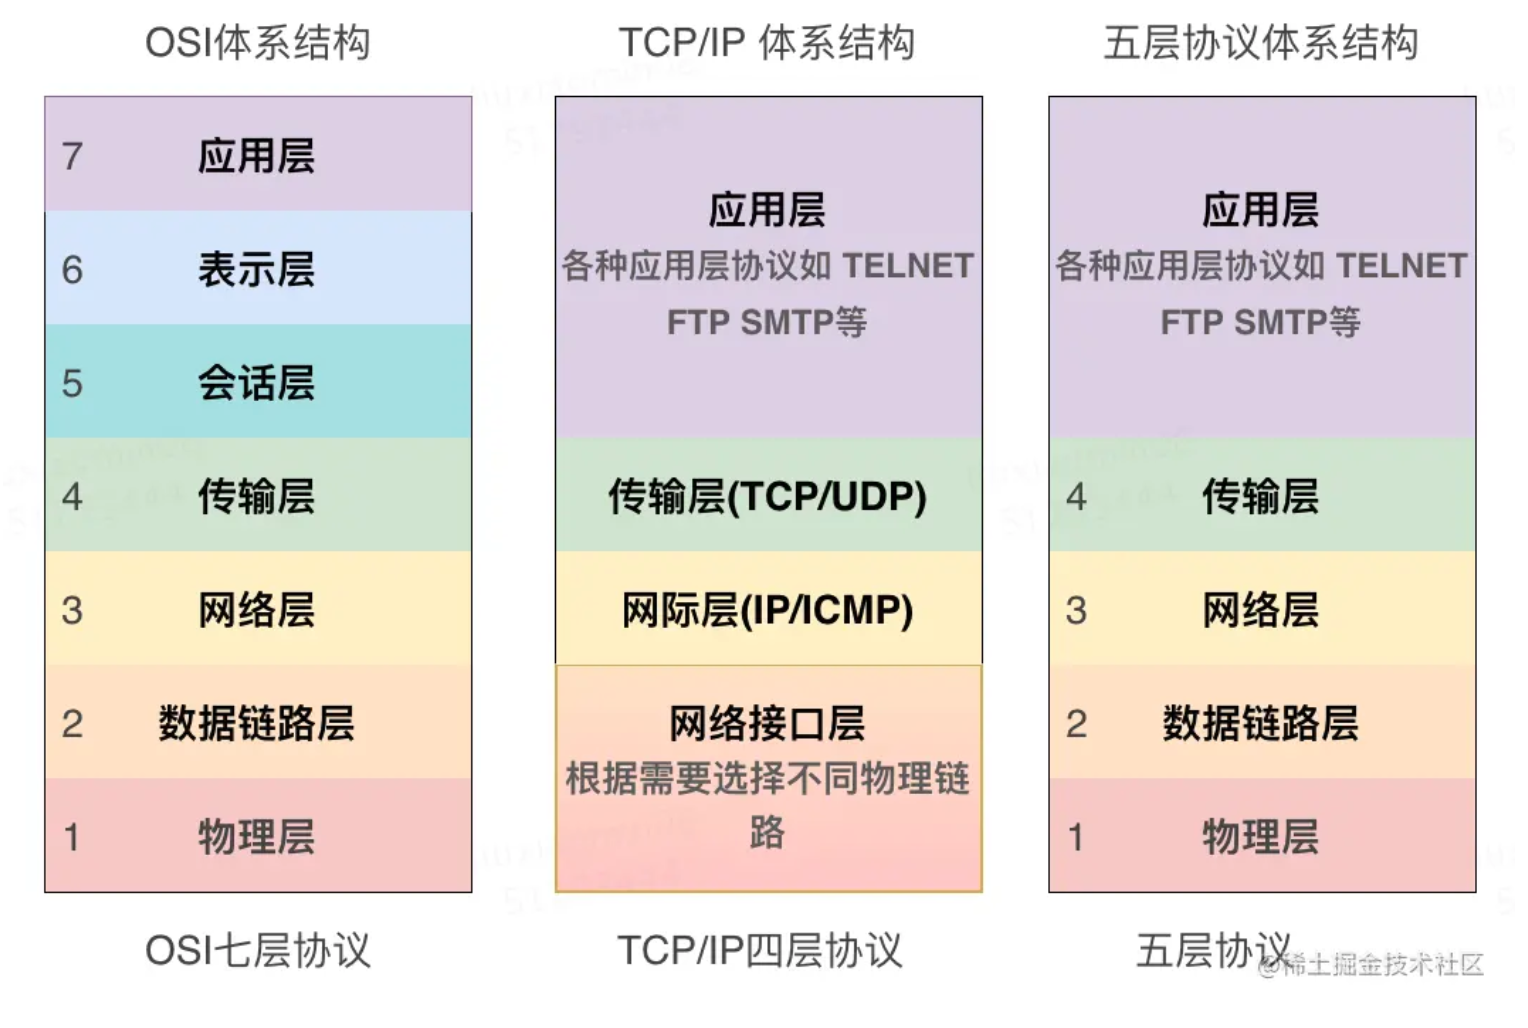 OSI体系结构
7 应用层
6 表示层
5 会话层
4 传输层
3 网络层
2 数据链路层
1 物理层
OSI七层协议
TCP/IP 体系结构
应用层
各种应用层协议如 TELNET
FTP SMTP等
传输层(TCP/UDP)
网际层(IP/ICMP)
网络接口层
根据需要选择不同物理链
路
TCP/IP四层协议
五层协议体系结构
应用层
各种应用层协议如 TELNET
FTP SMTP等
4 传输层
3 网络层
2 数据链路层
1 物理层
五层协议
@稀土掘金技术社区